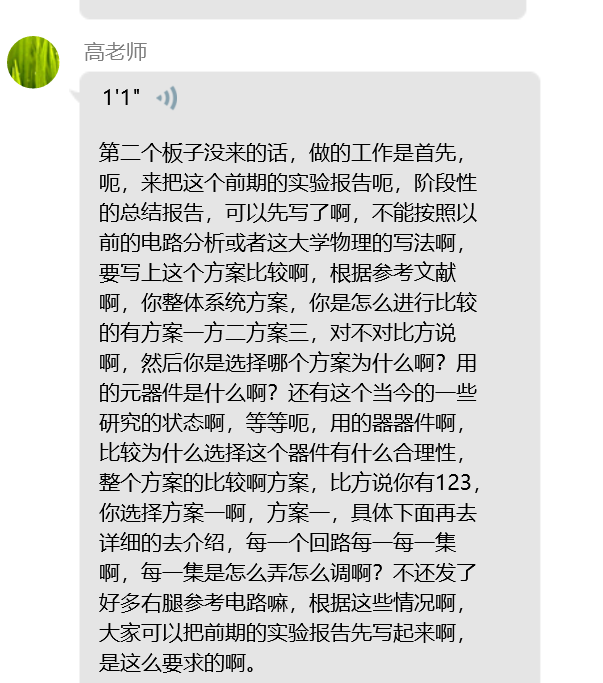 高老师
1'1"
第二个板子没来的话，做的工作是首先，
呃，来把这个前期的实验报告呃，阶段性
的总结报告，可以先写了啊，不能按照以
前的电路分析或者这大学物理的写法啊，
要写上这个方案比较啊，根据参考文献
啊，你整体系统方案，你是怎么进行比较
的有方案一方二方案三，对不对比方说
啊，然后你是选择哪个方案为什么啊？用
的元器件是什么啊？还有这个当今的一些
研究的状态啊，等等呃，用的器器件啊，
比较为什么选择这个器件有什么合理性，
整个方案的比较啊方案，比方说你有123，
你选择方案一啊，方案一，具体下面再去
详细的去介绍，每一个回路每一每一集
啊，每一集是怎么弄怎么调啊？不还发了
好多右腿参考电路嘛，根据这些情况啊，
大家可以把前期的实验报告先写起来啊，
是这么要求的啊。